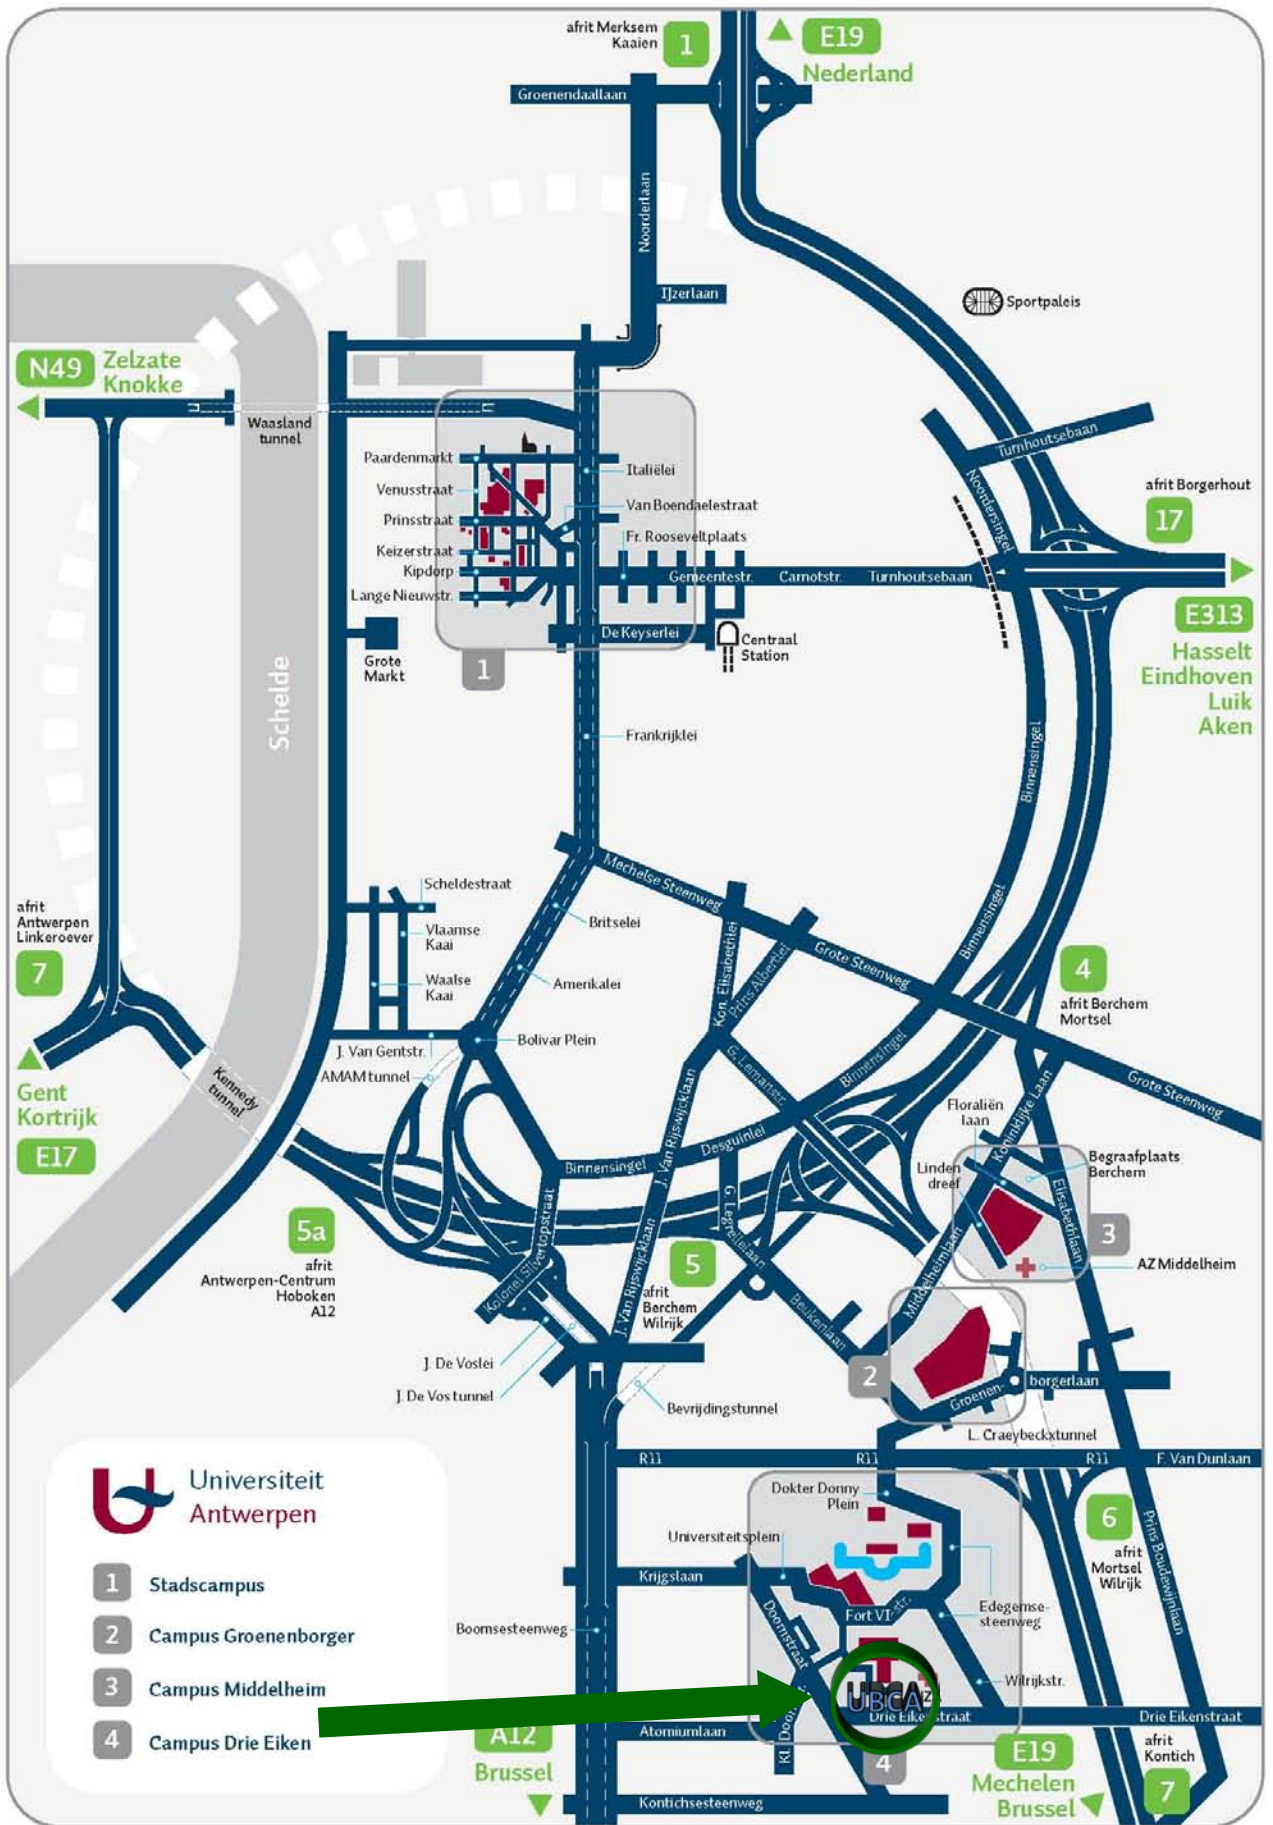 afrit Merksem
Kaaien
1
E19
Nederland
Groenendaallaan
Noorderlaan
IJzerlaan
Sportpaleis
N49
Zelzate
Knokke
Waasland
tunnel
Turnhoutsebaan
Noordersingel
Paardenmarkt
Venusstraat
Prinsstraat
Keizerstraat
Kipdorp
Lange Nieuwstr.
Italiëlei
Van Boendaelestraat
Fr. Rooseveltplaats
Gemeentestr.
Carnotstr.
Turnhoutsebaan
afrit Borgerhout
17
E313
Hasselt
Eindhoven
Luik
Aken
De Keyserlei
Centraal
Station
Grote
Markt
1
Schelde
Frankrijklei
Binnensingel
Mechelse Steenweg
Scheldestraat
Vlaamse
Kaai
Waalse
Kaai
Britselei
Amerikalei
Kon. Elisabethlei
Prins Albertlei
Grote Steenweg
Binnensingel
afrit
Antwerpen
Linkeroever
7
4
afrit Berchem
Mortsel
J. Van Gentstr.
AMAM tunnel
Bolivar Plein
G. Lemanstr.
Binnensingel
Gent
Kortrijk
E17
Kennedy
tunnel
J. Van Rijswijcklaan
Grote Steenweg
Floraliën
laan
Koninklijke Laan
Desguinlei
Binnensingel
Linden
dreef
Begraafplaats
Berchem
Elisabethlaan
3
5a
afrit
Antwerpen-Centrum
Hoboken
A12
Kolonel Silvertopstraat
J. Van Rijswijcklaan
G. Legrellelaan
5
afrit
Berchem
Wilrijk
Middelheimlaan
AZ Middelheim
Beukenlaan
J. De Voslei
J. De Vos tunnel
Bevrijdingstunnel
2
Groenen-
borgerlaan
L. Craeybeckxtunnel
R11
R11
R11
F. Van Dunlaan
Universiteit
Antwerpen
1
Stadscampus
2
Campus Groenenborger
3
Campus Middelheim
4
Campus Drie Eiken
Dokter Donny
Plein
Universiteitsplein
Krijgslaan
6
afrit
Mortsel
Wilrijk
Prins Boudewijnlaan
Fort VI-str.
Edegemse-
steenweg
Boomsesteenweg
Doornstraat
Wilrijkstr.
UBCA
Drie Eikenstraat
Drie Eikenstraat
Atomiumlaan
A12
Brussel
4
E19
Mechelen
Brussel
afrit
Kontich
7
Kontichsesteenweg